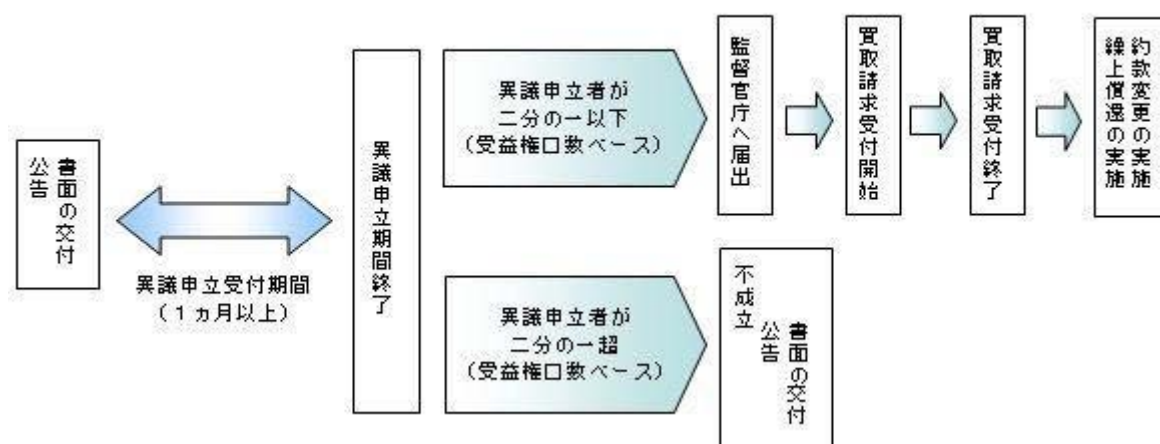 書面の交付
公告
異議申立受付期間
（１ヵ月以上）
異議申立期間終了
異議申立者が
二分の一以下
（受益権口数ベース）
監督官庁へ届出
買取請求受付開始
買取請求受付終了
約款変更の実施
繰上償還の実施
異議申立者が
二分の一超
（受益権口数ベース）
不成立
書面の交付
公告